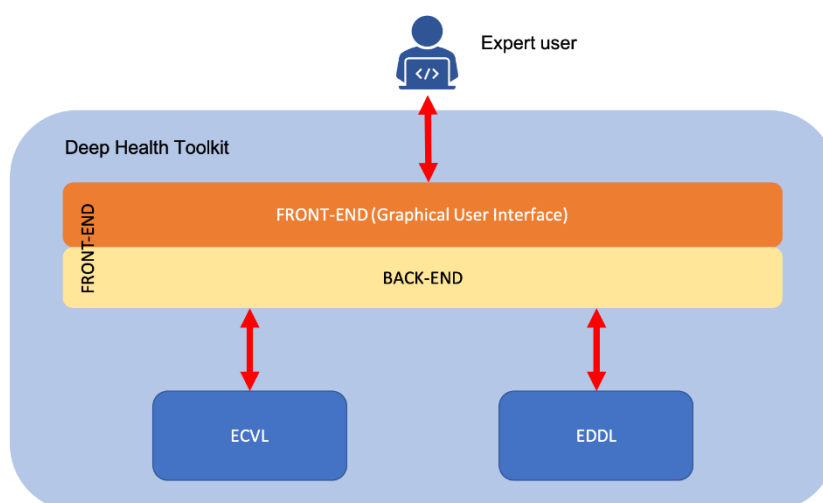 Expert user
</>
Deep Health Toolkit
FRONT-END
FRONT-END (Graphical User Interface)
BACK-END
ECVL
EDDL